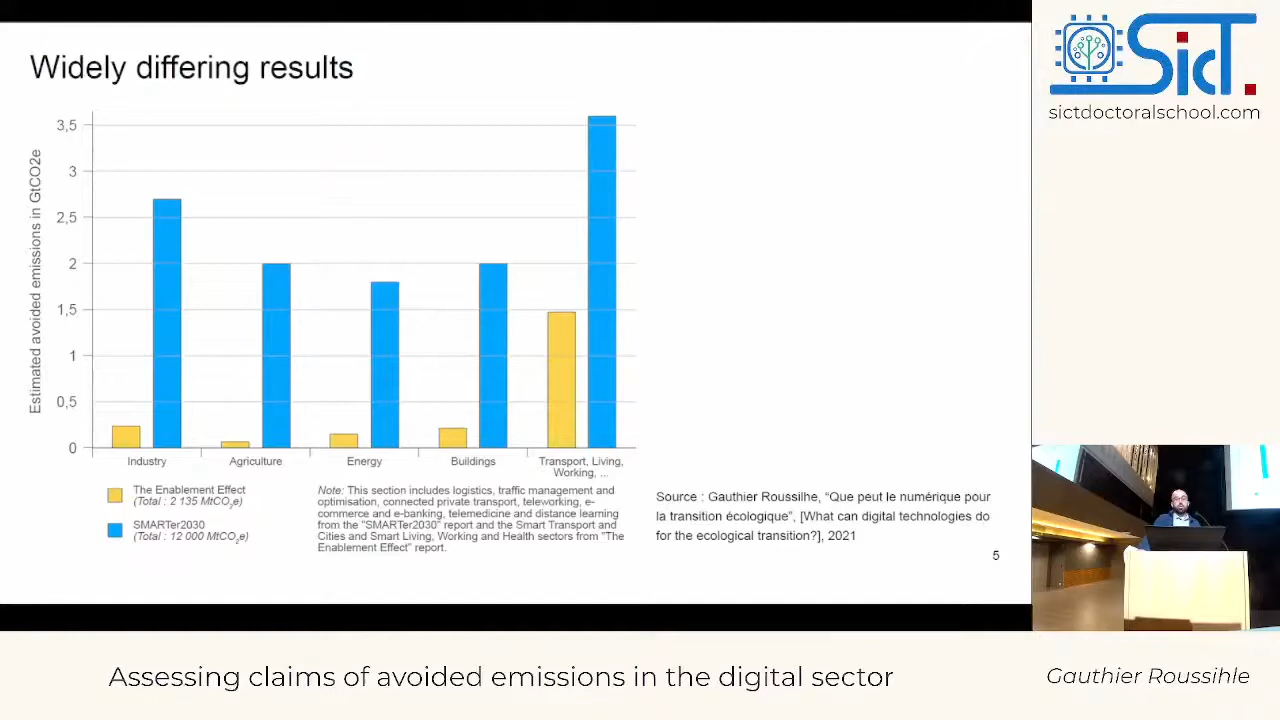 Widely differing results
Estimated avoided emissions in GtCO2e
3,5
3
2,5
2
1,5
1
0,5
0
Industry
Agriculture
Energy
Buildings
Transport, Living,
Working, ...
The Enablement Effect
(Total : 2 135 MtCO2e)
SMARTer2030
(Total : 12 000 MtCO2e)
Note: This section includes logistics, traffic management and
optimisation, connected private transport, teleworking, e-
commerce and e-banking, telemedicine and distance learning
from the "SMARTer2030" report and the Smart Transport and
Cities and Smart Living, Working and Health sectors from "The
Enablement Effect" report.
Source : Gauthier Roussilhe, “Que peut le numérique pour
la transition écologique”, [What can digital technologies do
for the ecological transition?], 2021
5
SicT.
sictdoctoralschool.com
Assessing claims of avoided emissions in the digital sector
Gauthier Roussihle